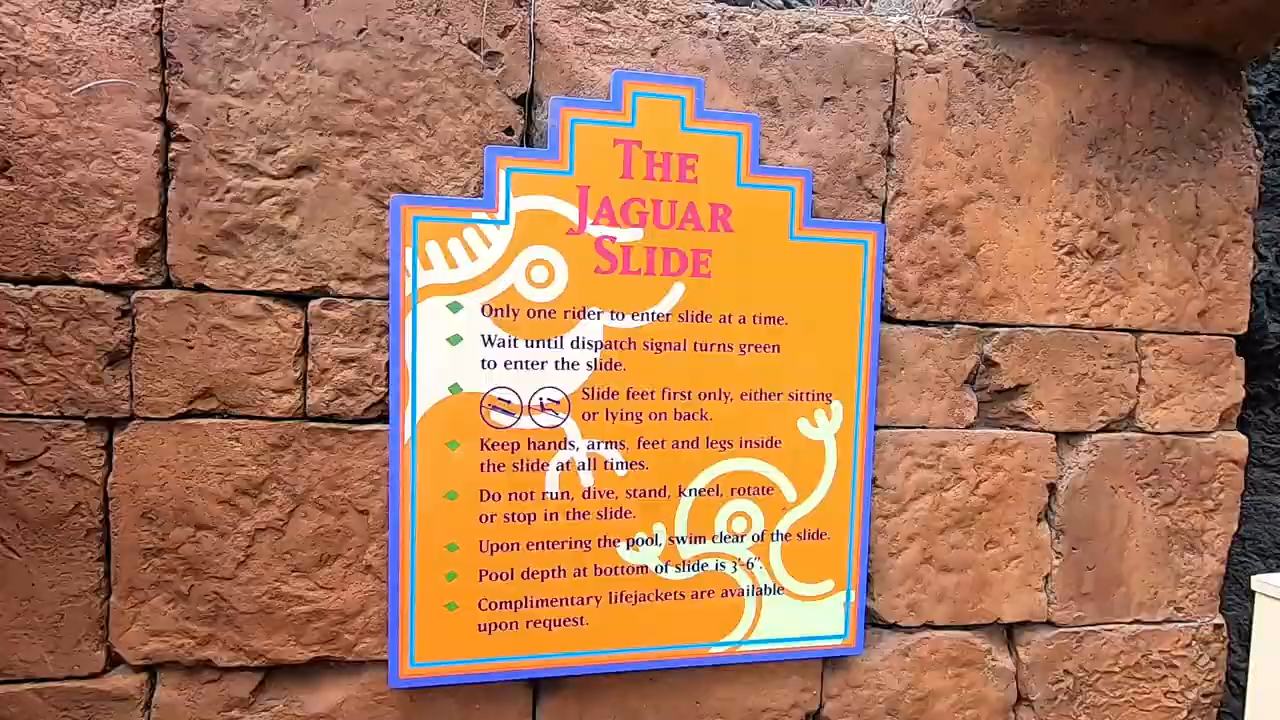 THE
JAGUAR
SLIDE
Only one rider to enter slide at a time.
Wait until dispatch signal turns green
to enter the slide.
Slide feet first only, either sitting
or lying on back.
Keep hands, arms, feet and legs inside
the slide at all times.
Do not run, dive, stand, kneel, rotate
or stop in the slide.
Upon entering the pool, swim clear of the slide.
Pool depth at bottom of slide is 3'-6".
Complimentary lifejackets are available
upon request.